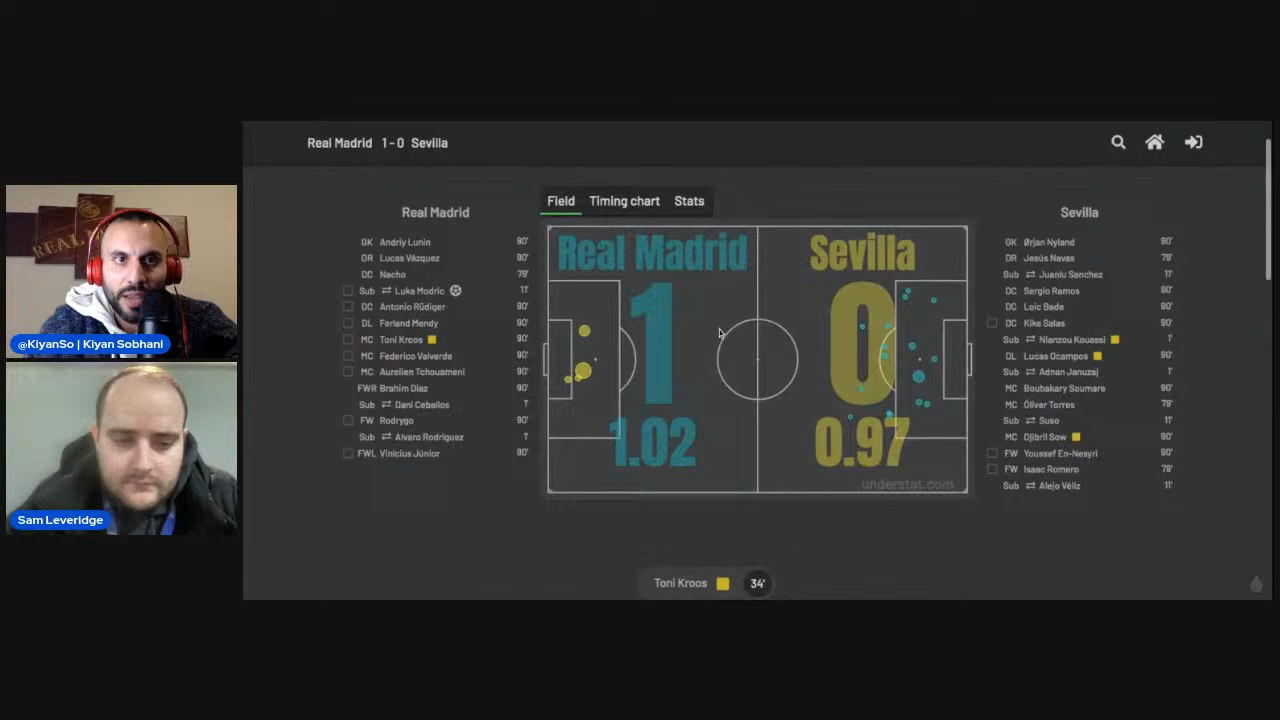 Real Madrid 1 - 0 Sevilla
Field Timing chart Stats
Real Madrid
GK Andriy Lunin 90'
DR Lucas Vázquez 90'
DC Nacho 79'
Sub Luka Modric 11'
DC Antonio Rüdiger 90'
DL Ferland Mendy 90'
MC Toni Kroos 90'
MC Federico Valverde 90'
MC Aurelien Tchouameni 90'
FWR Brahim Diaz 90'
Sub Dani Ceballos 1'
FW Rodrygo 90'
Sub Alvaro Rodriguez 1'
FWL Vinícius Júnior 90'
Real Madrid Sevilla
1 0
1.02 0.97
understat.com
Sevilla
GK Ørjan Nyland 90'
DR Jesús Navas 79'
Sub Juanlu Sanchez 11'
DC Sergio Ramos 90'
DC Loic Bade 90'
DC Kike Salas 90'
Sub Nianzou Kouassi 1'
DL Lucas Ocampos 90'
Sub Adnan Januzaj 1'
MC Boubakary Soumare 90'
MC Óliver Torres 79'
Sub Suso 11'
MC Djibril Sow 90'
FW Youssef En-Nesyri 90'
FW Isaac Romero 79'
Sub Alejo Véliz 11'
Toni Kroos 34'
REAL
@KiyanSo | Kiyan Sobhani
Sam Leveridge